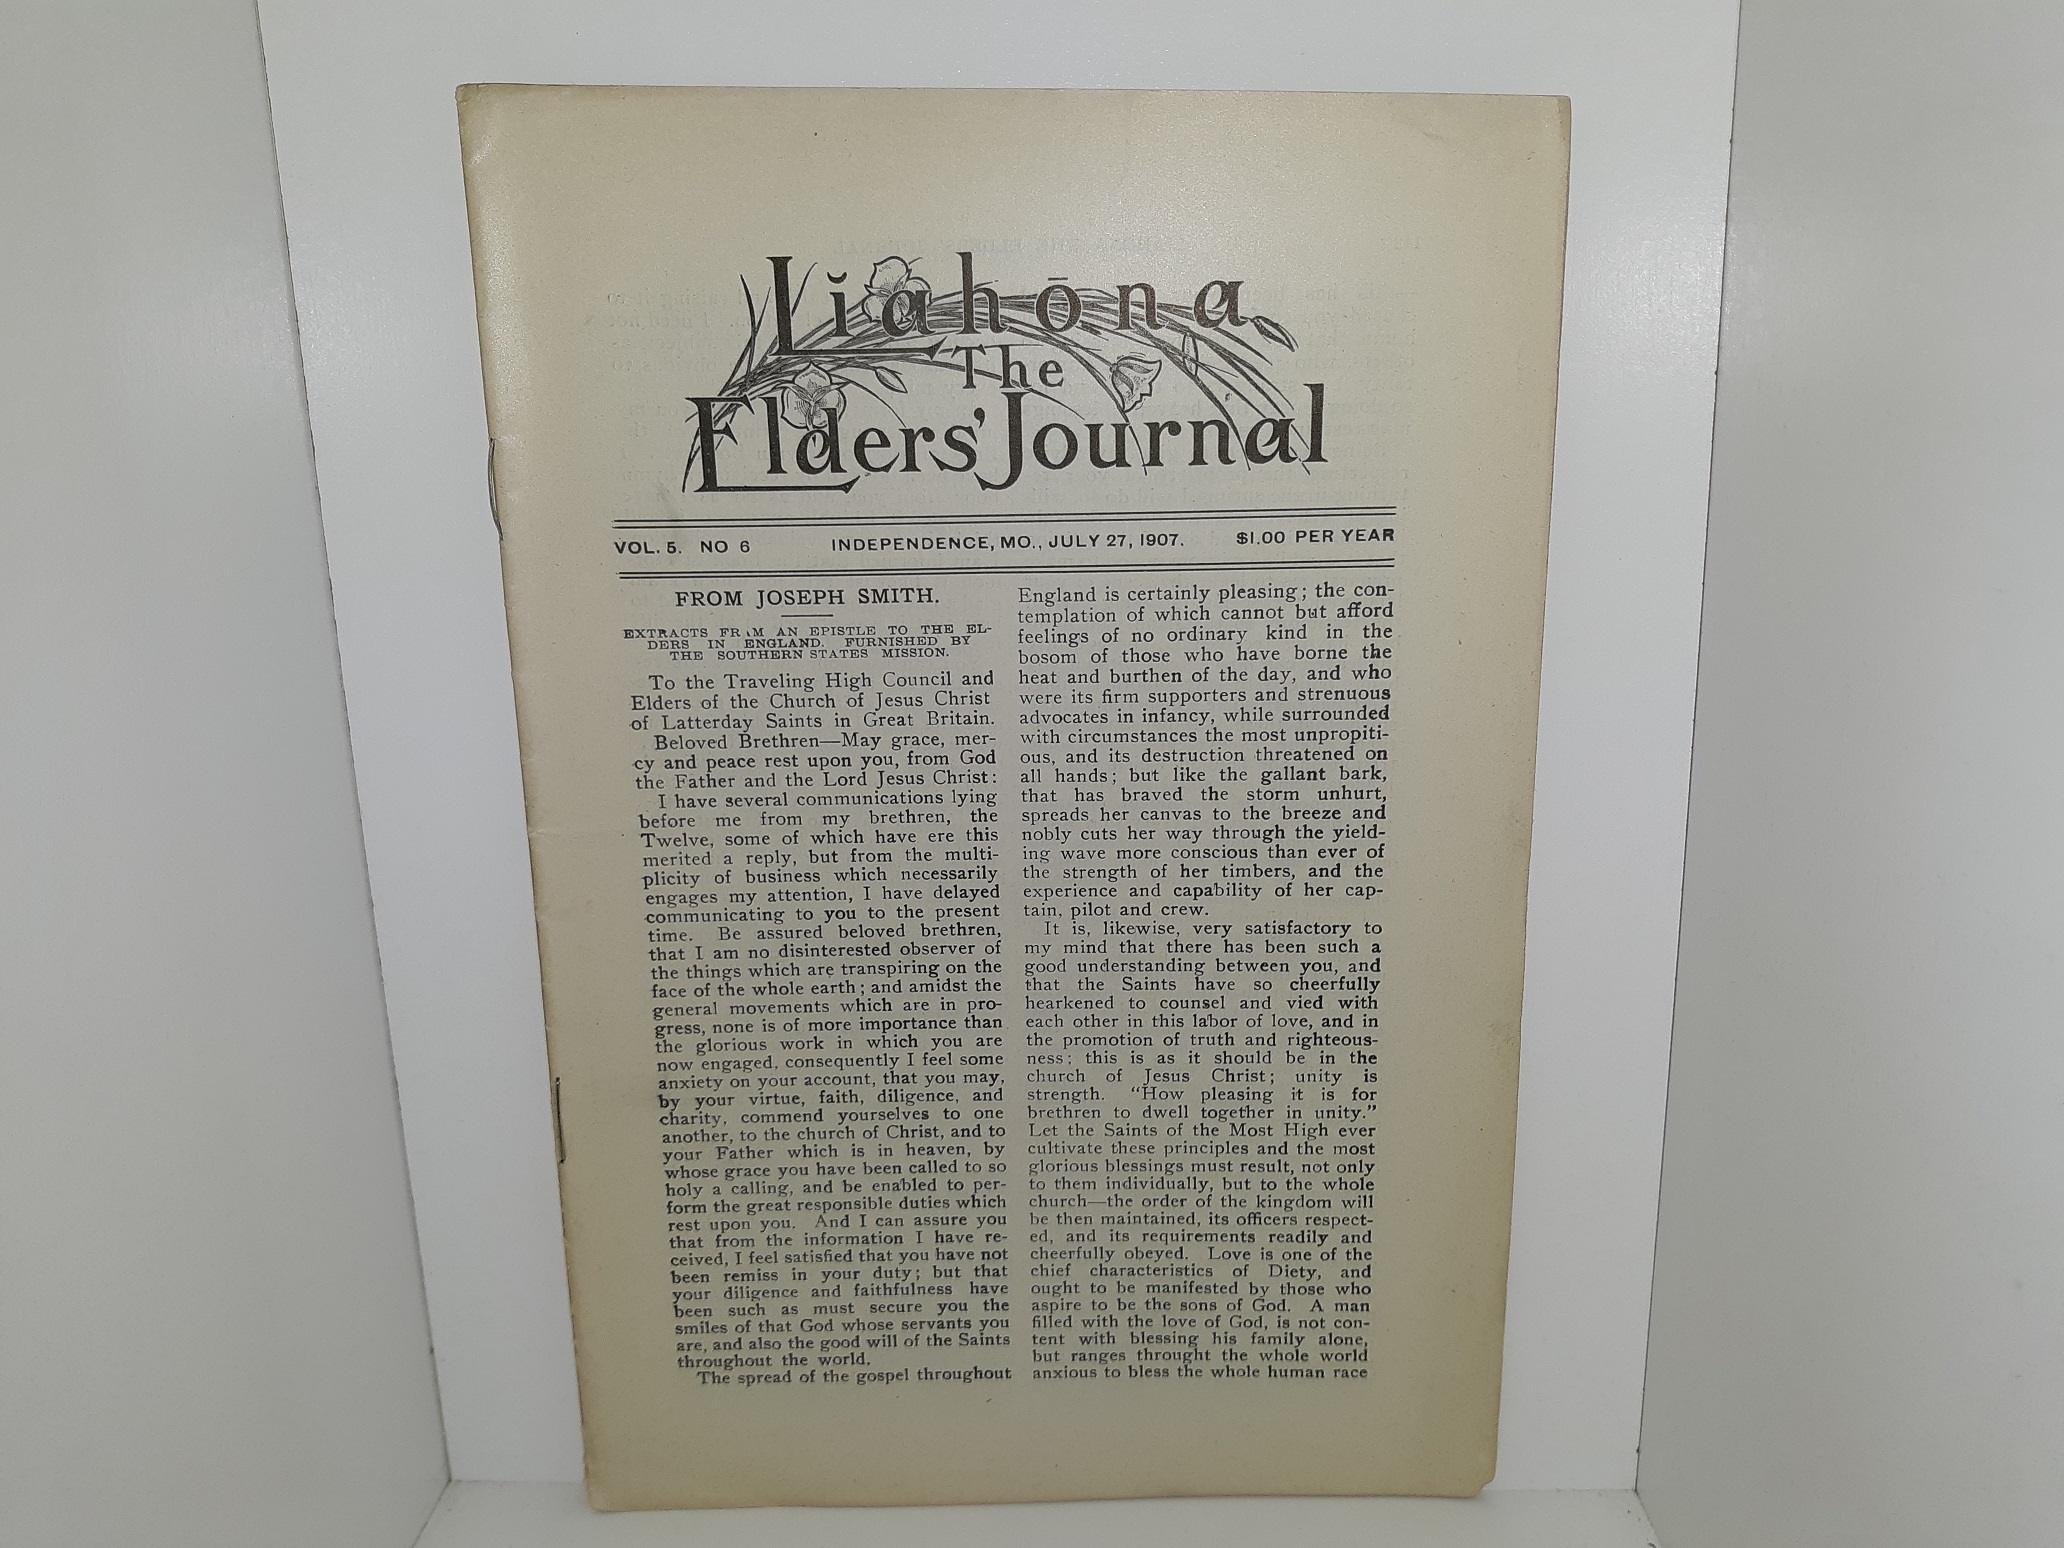 Lĭahōna
The
Elders' Journal
VOL. 5. NO 6 INDEPENDENCE, MO., JULY 27, 1907. $1.00 PER YEAR
FROM JOSEPH SMITH.
EXTRACTS FROM AN EPISTLE TO THE EL-
DERS IN ENGLAND. FURNISHED BY
THE SOUTHERN STATES MISSION.
To the Traveling High Council and
Elders of the Church of Jesus Christ
of Latterday Saints in Great Britain.
Beloved Brethren—May grace, mer-
cy and peace rest upon you, from God
the Father and the Lord Jesus Christ:
I have several communications lying
before me from my brethren, the
Twelve, some of which have ere this
merited a reply, but from the multi-
plicity of business which necessarily
engages my attention, I have delayed
communicating to you to the present
time. Be assured beloved brethren,
that I am no disinterested observer of
the things which are transpiring on the
face of the whole earth; and amidst the
general movements which are in pro-
gress, none is of more importance than
the glorious work in which you are
now engaged, consequently I feel some
anxiety on your account, that you may,
by your virtue, faith, diligence, and
charity, commend yourselves to one
another, to the church of Christ, and to
your Father which is in heaven, by
whose grace you have been called to so
holy a calling, and be enabled to per-
form the great responsible duties which
rest upon you. And I can assure you
that from the information I have re-
ceived, I feel satisfied that you have not
been remiss in your duty; but that
your diligence and faithfulness have
been such as must secure you the
smiles of that God whose servants you
are, and also the good will of the Saints
throughout the world.
The spread of the gospel throughout
England is certainly pleasing; the con-
templation of which cannot but afford
feelings of no ordinary kind in the
bosom of those who have borne the
heat and burthen of the day, and who
were its firm supporters and strenuous
advocates in infancy, while surrounded
with circumstances the most unpropiti-
ous, and its destruction threatened on
all hands; but like the gallant bark,
that has braved the storm unhurt,
spreads her canvas to the breeze and
nobly cuts her way through the yield-
ing wave more conscious than ever of
the strength of her timbers, and the
experience and capability of her cap-
tain, pilot and crew.
It is, likewise, very satisfactory to
my mind that there has been such a
good understanding between you, and
that the Saints have so cheerfully
hearkened to counsel and vied with
each other in this labor of love, and in
the promotion of truth and righteous-
ness; this is as it should be in the
church of Jesus Christ; unity is
strength. "How pleasing it is for
brethren to dwell together in unity."
Let the Saints of the Most High ever
cultivate these principles and the most
glorious blessings must result, not only
to them individually, but to the whole
church—the order of the kingdom will
be then maintained, its officers respect-
ed, and its requirements readily and
cheerfully obeyed. Love is one of the
chief characteristics of Diety, and
ought to be manifested by those who
aspire to be the sons of God. A man
filled with the love of God, is not con-
tent with blessing his family alone,
but ranges throught the whole world
anxious to bless the whole human race